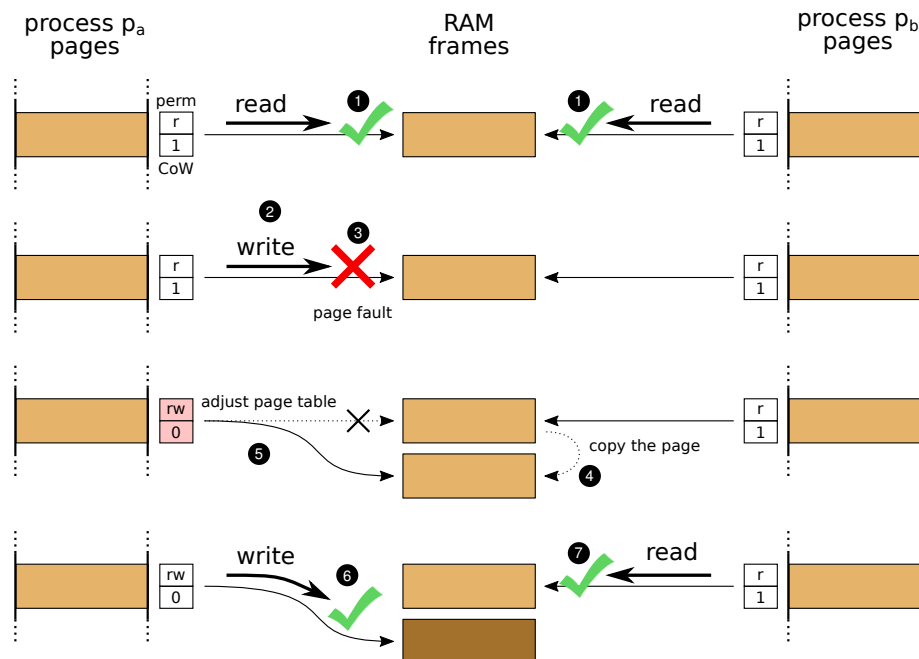 process pa
pages
RAM
frames
process pb
pages
perm
r
1
CoW
read
1
1
read
r
1
2
write
3
page fault
r
1
r
1
rw
0
adjust page table
5
copy the page
4
r
1
rw
0
write
6
7
read
r
1